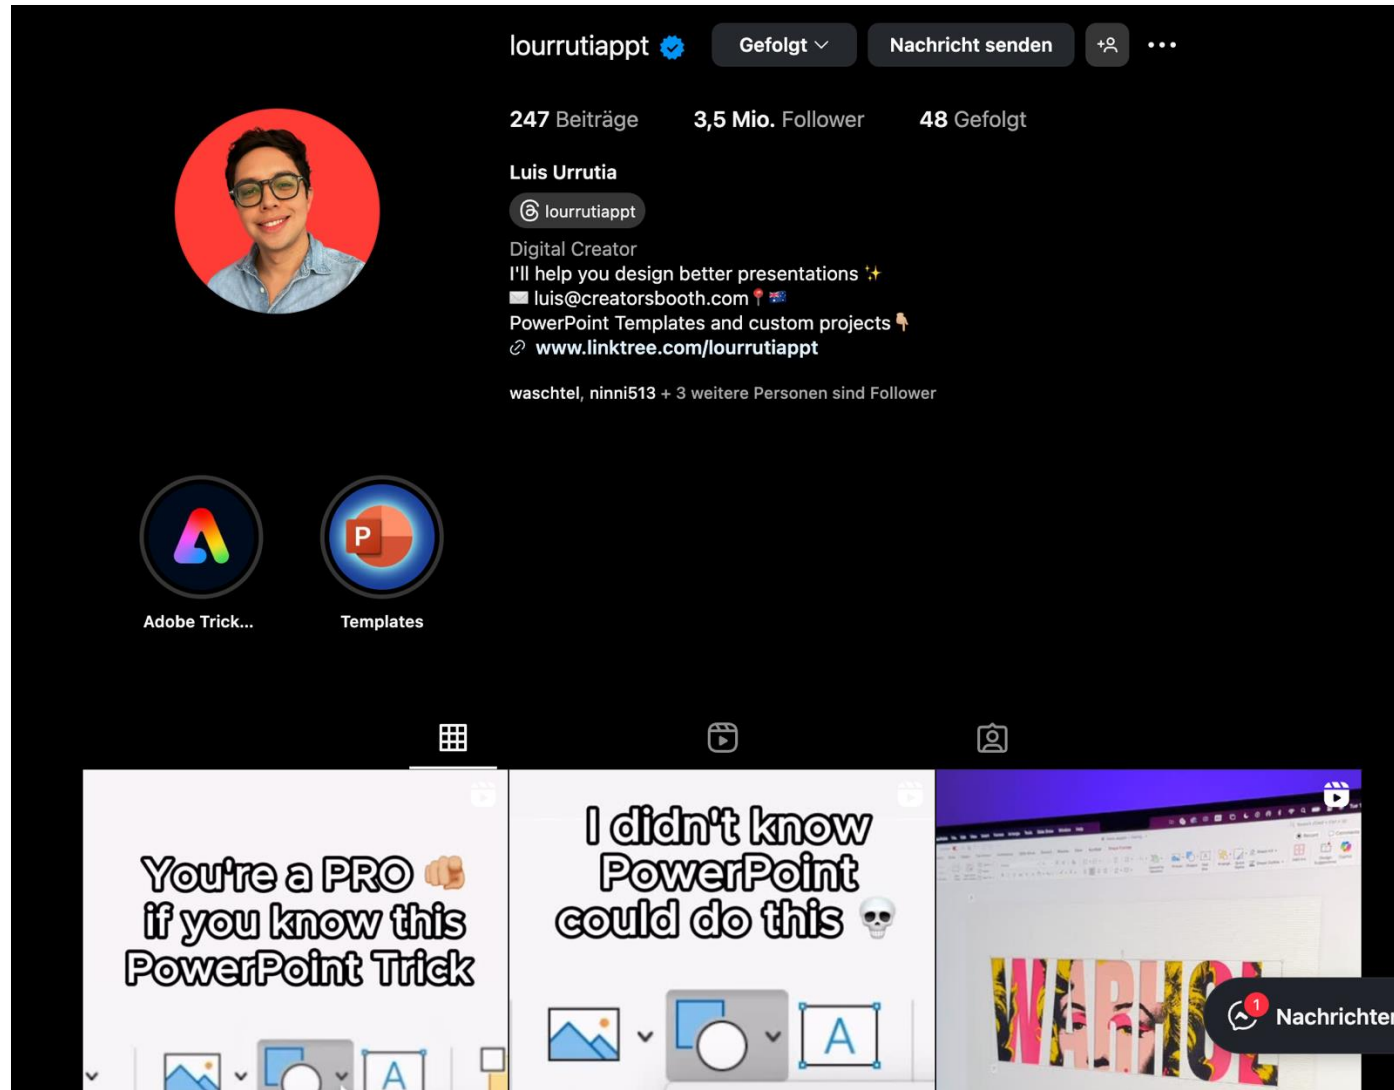 lourrutiappt Gefolgt Nachricht senden
247 Beiträge 3,5 Mio. Follower 48 Gefolgt
Luis Urrutia
lourrutiappt
Digital Creator
I'll help you design better presentations ✨
✉️ luis@creatorsbooth.com📍🇦🇺
PowerPoint Templates and custom projects👇🏼
www.linktree.com/lourrutiappt
waschtel, ninni513 + 3 weitere Personen sind Follower
P
Adobe Trick... Templates
You're a PRO 🫵🏼
if you know this
PowerPoint Trick
A
I didn't know
PowerPoint
could do this 💀
A
WARHOL
1
Nachrichten